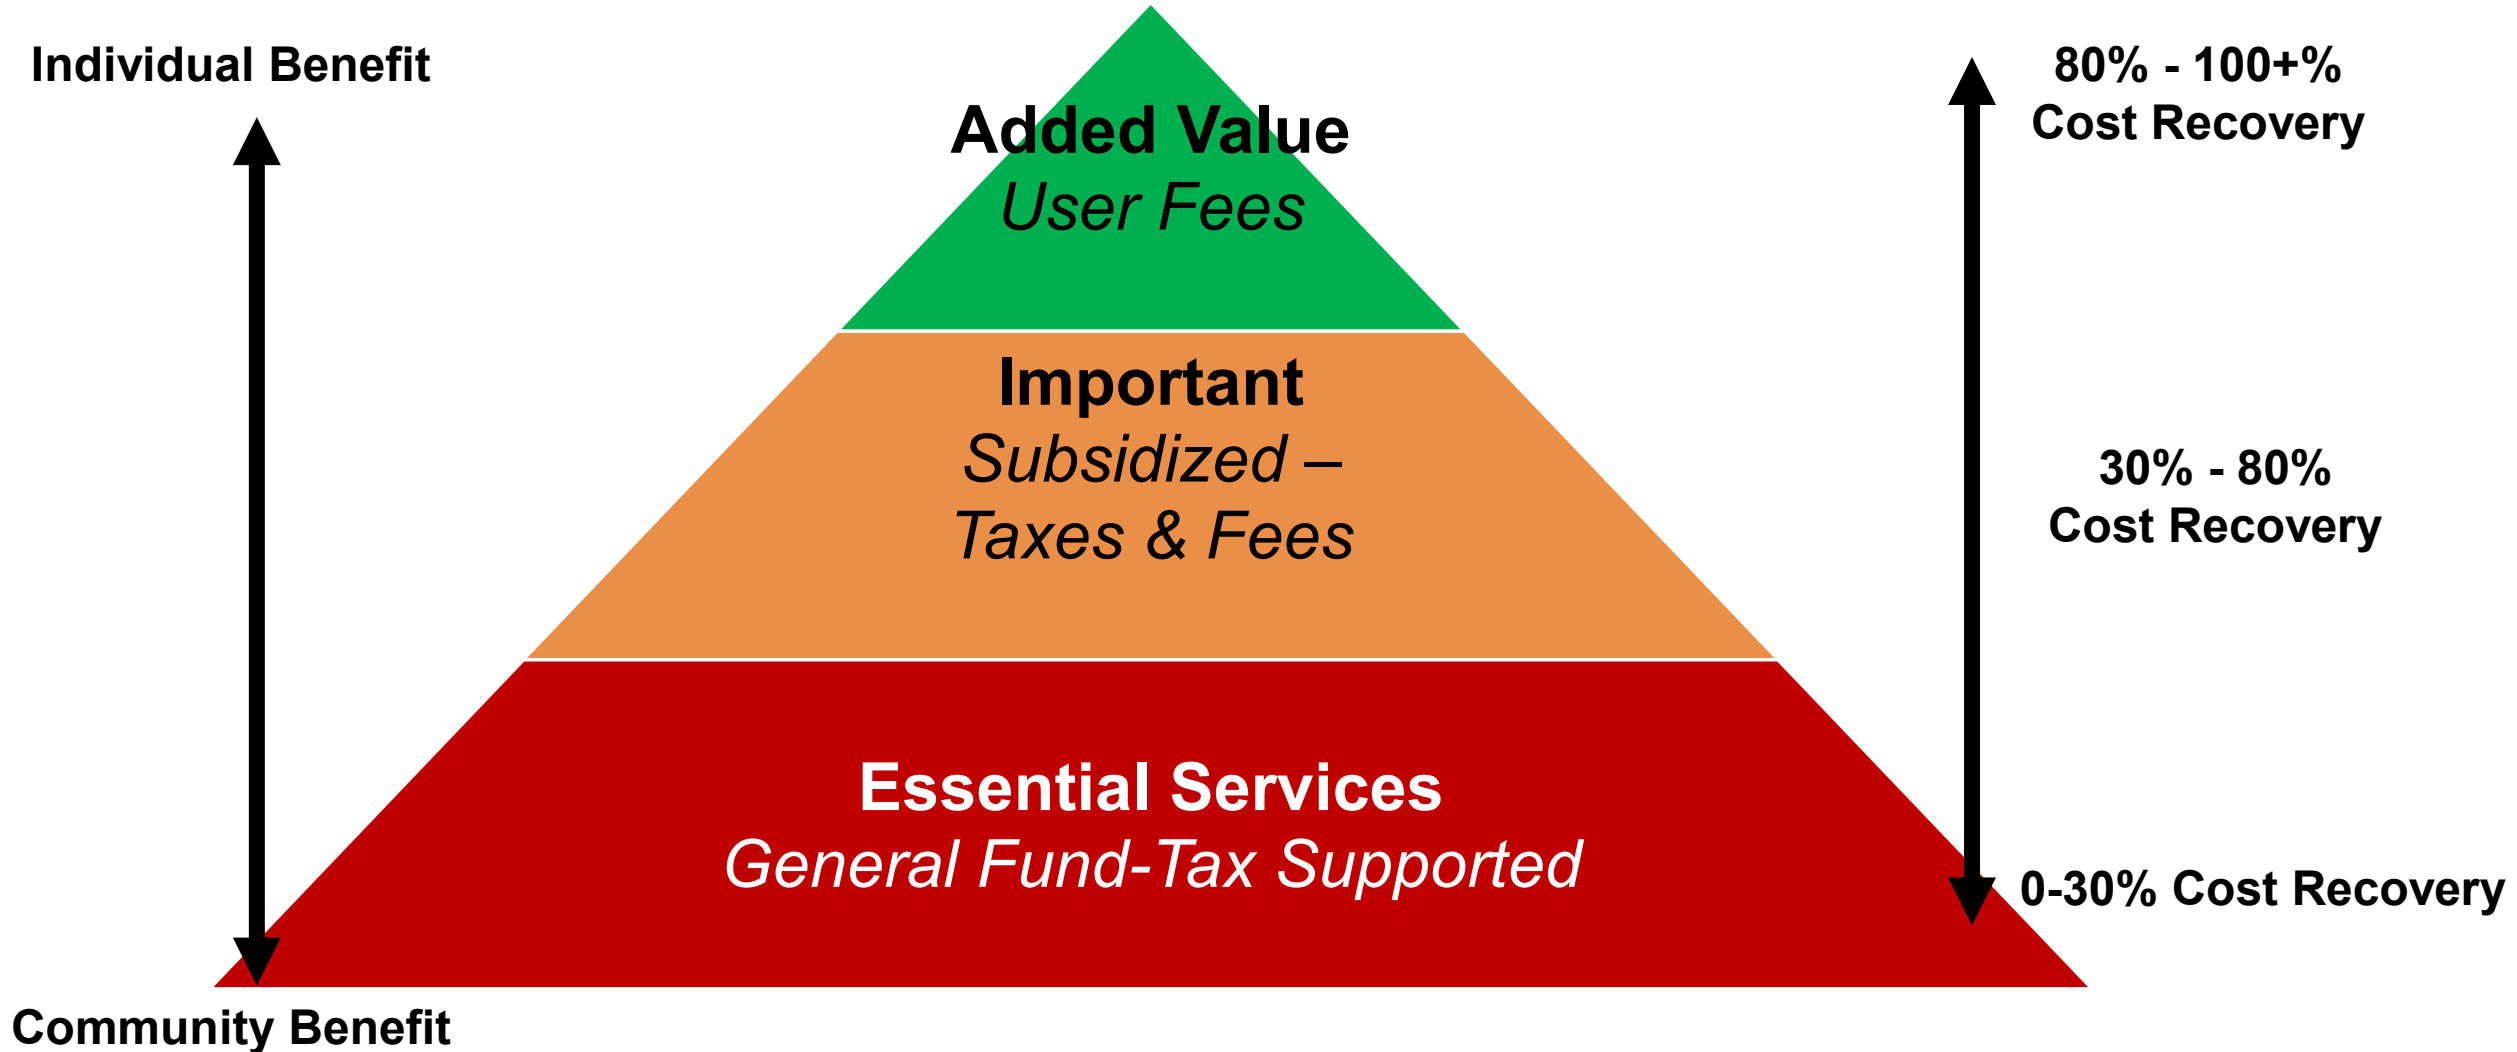 Individual Benefit
80% - 100+%
Cost Recovery
Added Value
User Fees
Important
Subsidized –
Taxes & Fees
30% - 80%
Cost Recovery
Essential Services
General Fund-Tax Supported
0-30% Cost Recovery
Community Benefit